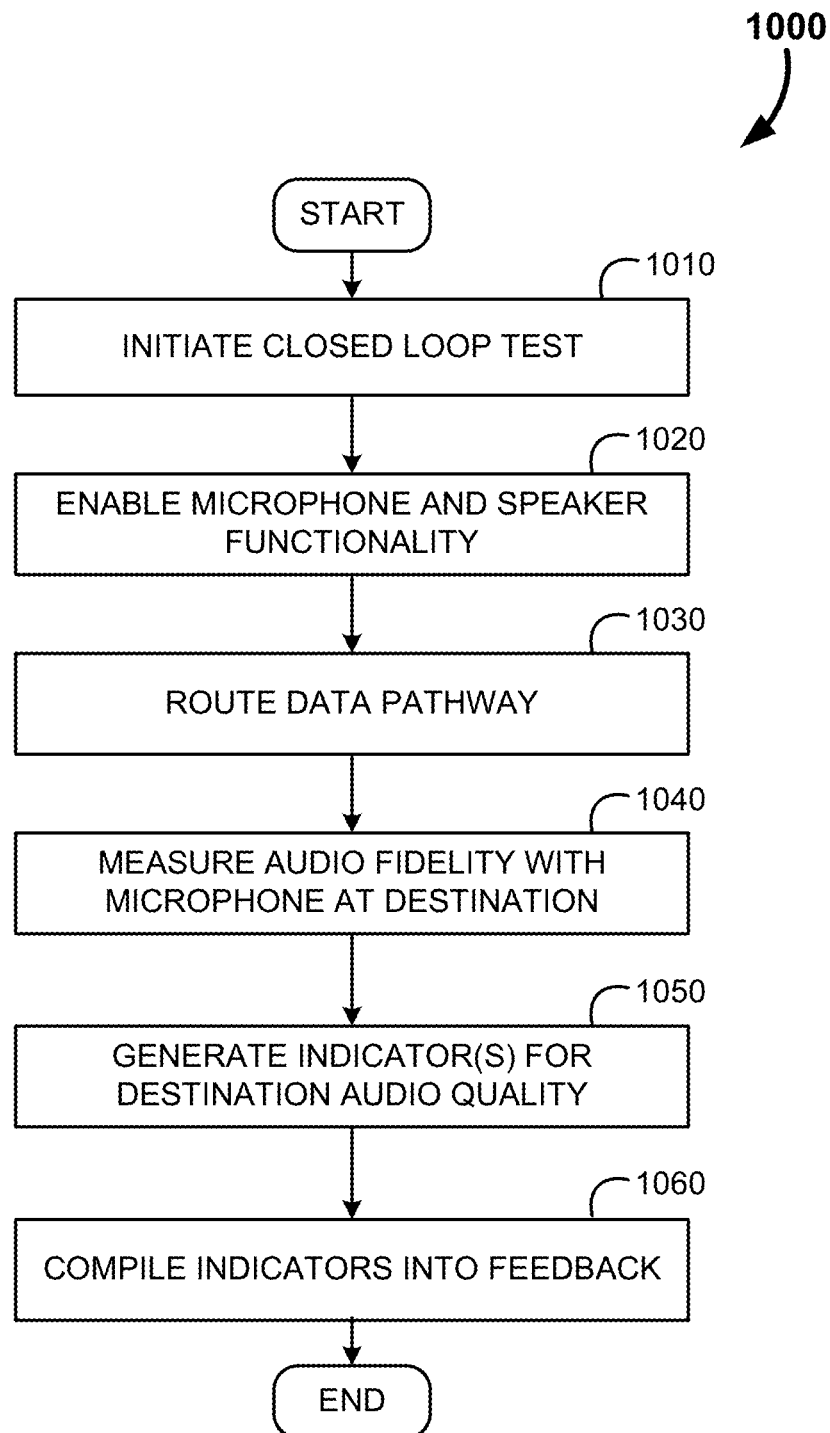 1000
START
1010
INITIATE CLOSED LOOP TEST
1020
ENABLE MICROPHONE AND SPEAKER
FUNCTIONALITY
1030
ROUTE DATA PATHWAY
1040
MEASURE AUDIO FIDELITY WITH
MICROPHONE AT DESTINATION
1050
GENERATE INDICATOR(S) FOR
DESTINATION AUDIO QUALITY
1060
COMPILE INDICATORS INTO FEEDBACK
END